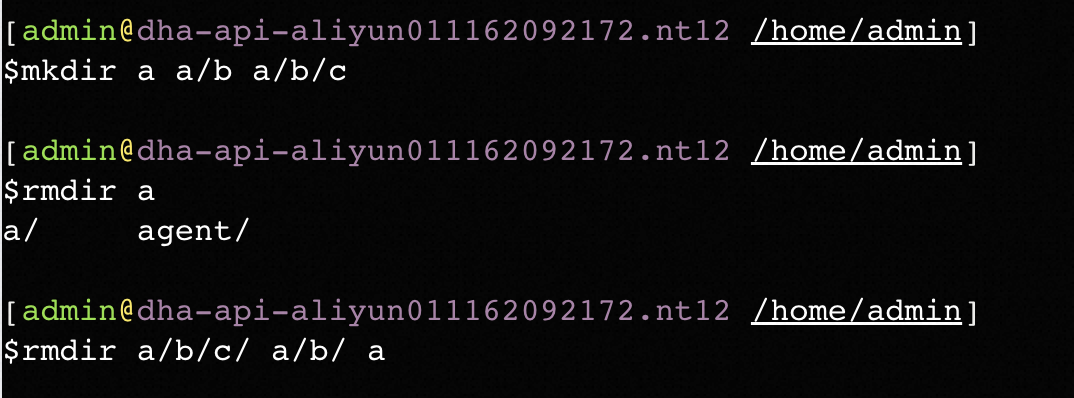 [admin@dha-api-aliyun011162092172.nt12 /home/admin]
$mkdir a a/b a/b/c
[admin@dha-api-aliyun011162092172.nt12 /home/admin]
$rmdir a
a/     agent/
[admin@dha-api-aliyun011162092172.nt12 /home/admin]
$rmdir a/b/c/ a/b/ a